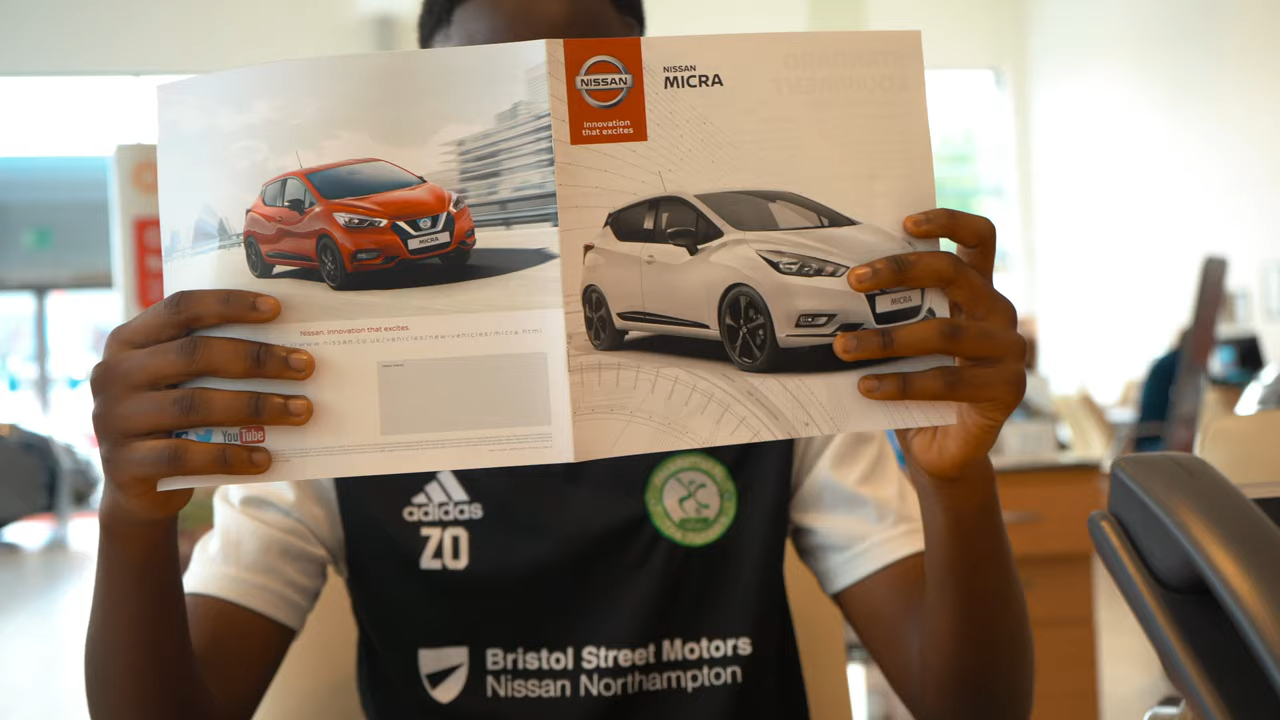 NISSAN
Innovation
that excites
NISSAN
MICRA
MICRA
Nissan. Innovation that excites.
www.nissan.co.uk/vehicles/new-vehicles/micra.html
YouTube
MICRA
adidas
ZO
Bristol Street Motors
Nissan Northampton